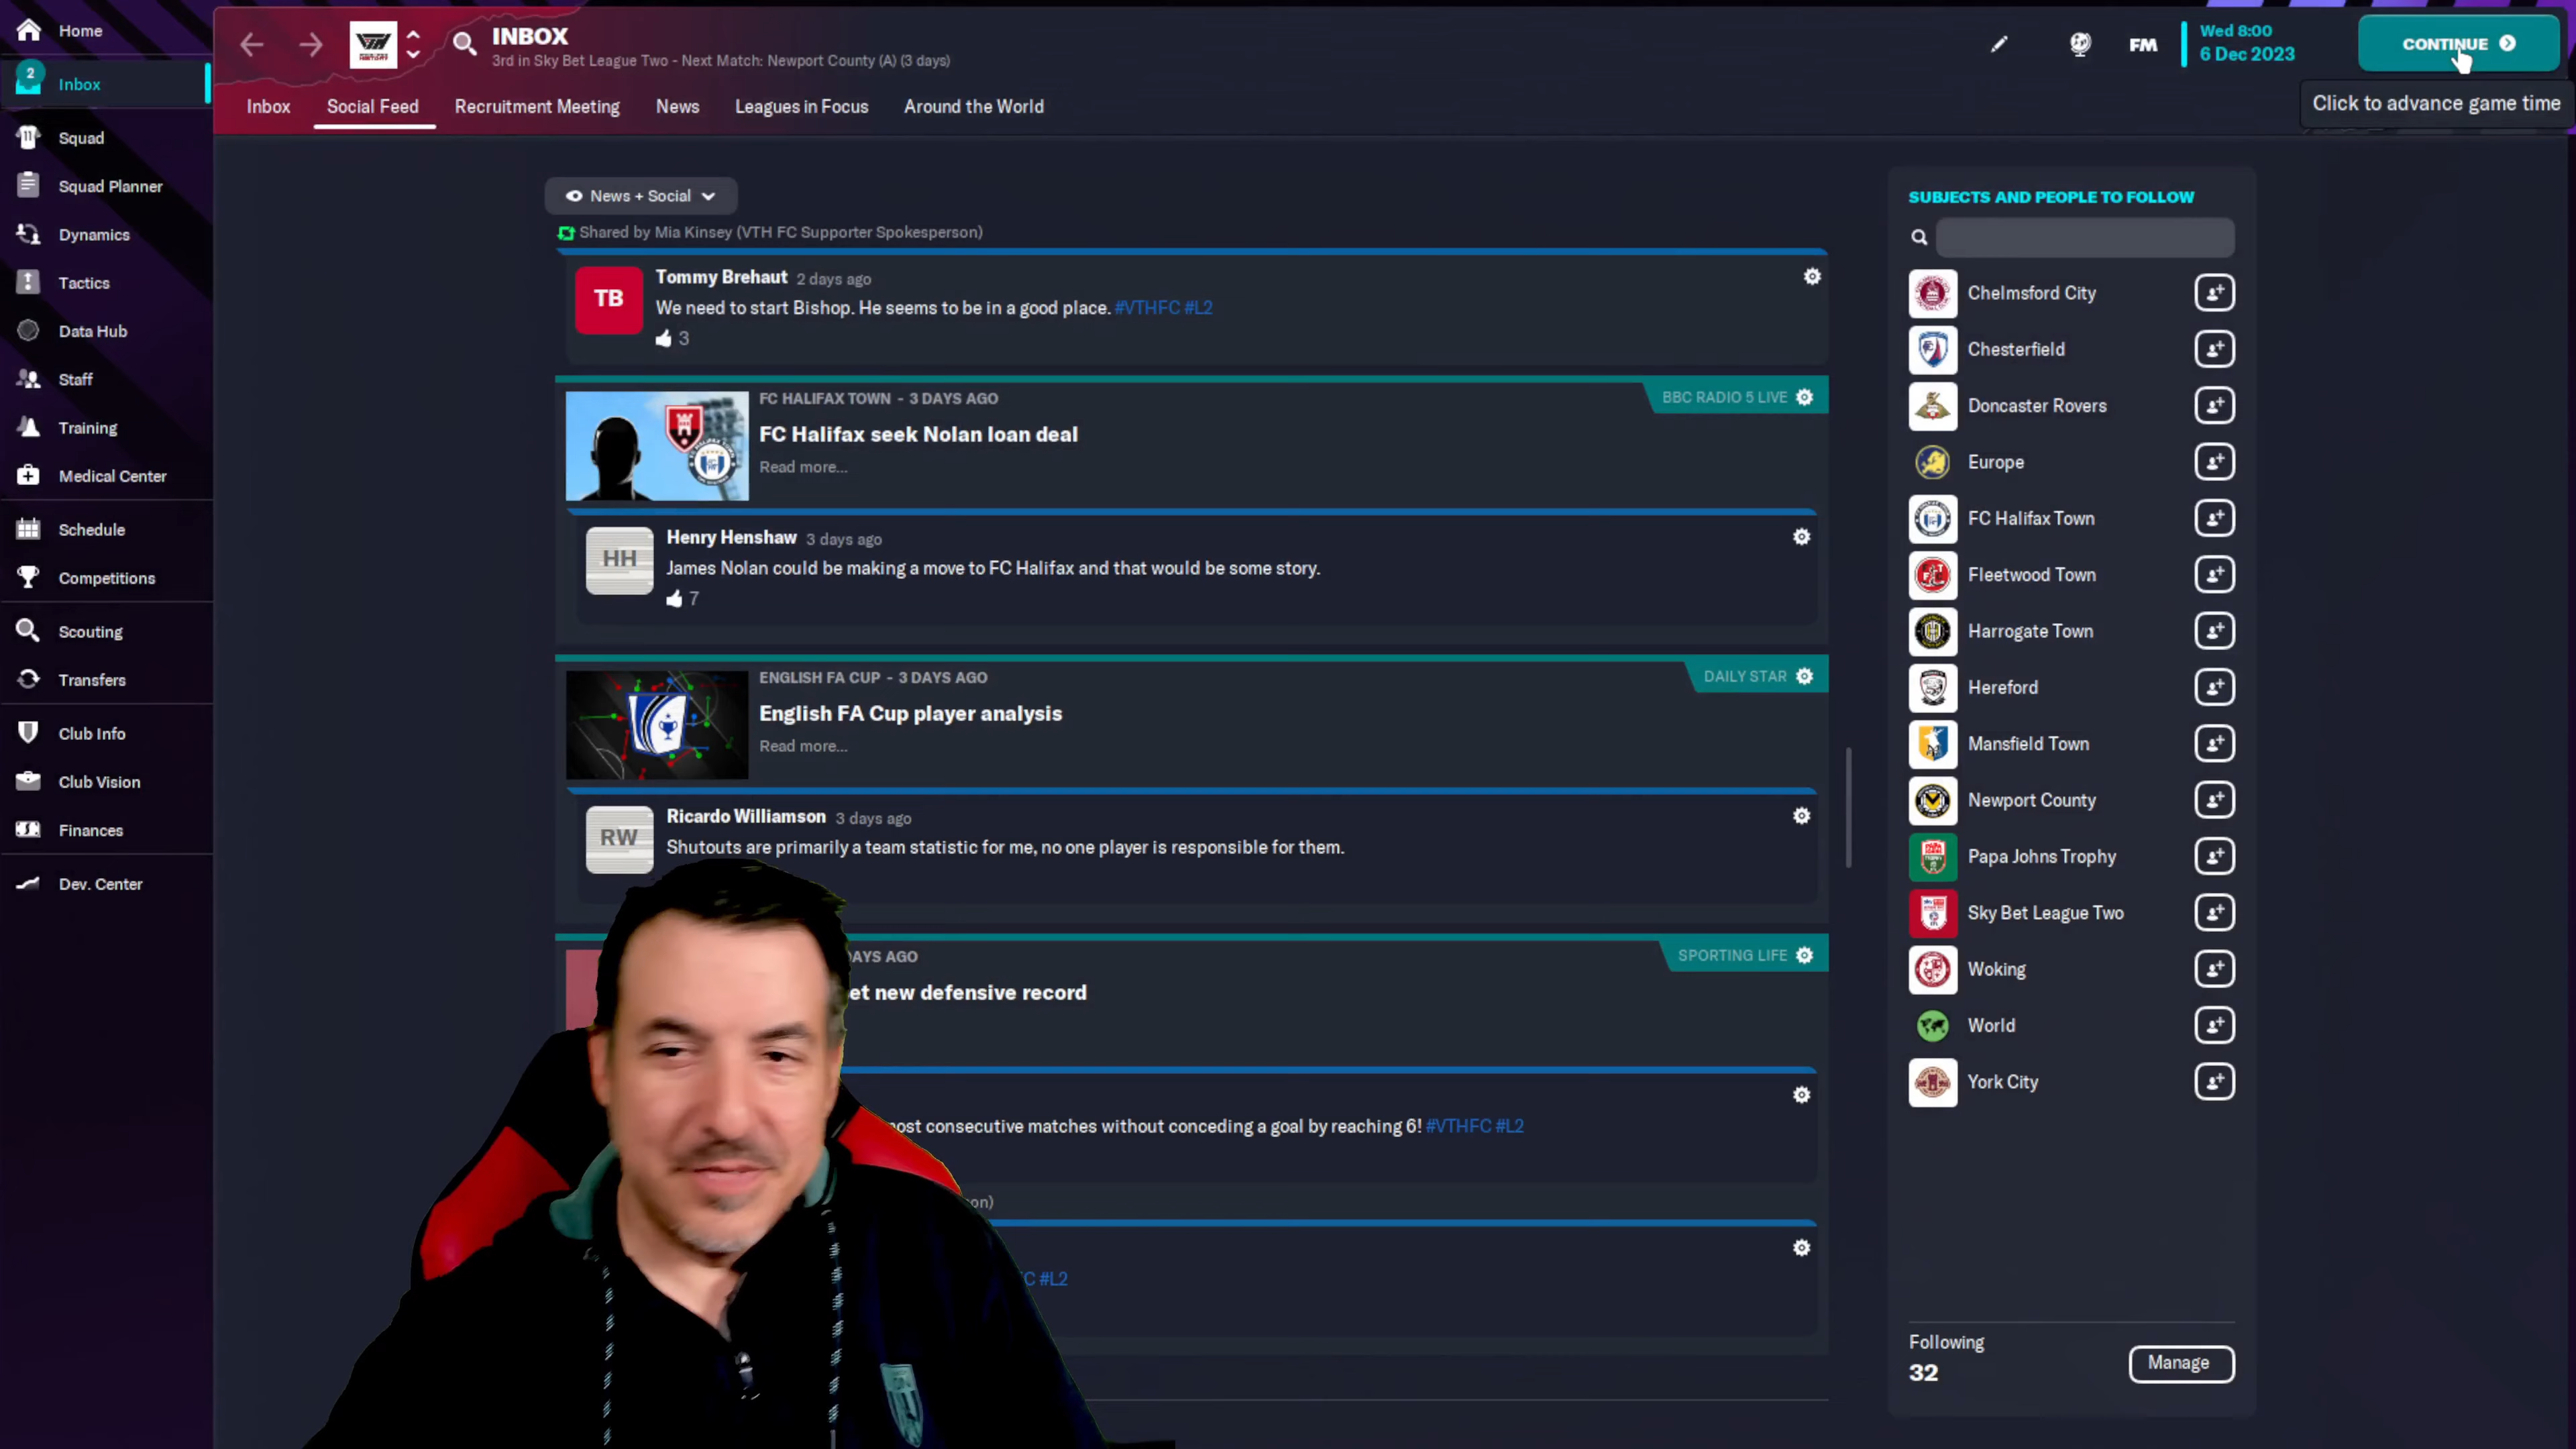 Home
2
Inbox
Squad
Squad Planner
Dynamics
Tactics
Data Hub
Staff
Training
Medical Center
Schedule
Competitions
Scouting
Transfers
Club Info
Club Vision
Finances
Dev. Center
INBOX
3rd in Sky Bet League Two - Next Match: Newport County (A) (3 days)
FM
Wed 8:00
6 Dec 2023
CONTINUE
Click to advance game time
Inbox Social Feed Recruitment Meeting News Leagues in Focus Around the World
News + Social
Shared by Mia Kinsey (VTH FC Supporter Spokesperson)
TB
Tommy Brehaut 2 days ago
We need to start Bishop. He seems to be in a good place. #VTHFC #L2
3
FC HALIFAX TOWN - 3 DAYS AGO
BBC RADIO 5 LIVE
FC Halifax seek Nolan loan deal
Read more...
HH
Henry Henshaw 3 days ago
James Nolan could be making a move to FC Halifax and that would be some story.
7
ENGLISH FA CUP - 3 DAYS AGO
DAILY STAR
English FA Cup player analysis
Read more...
RW
Ricardo Williamson 3 days ago
Shutouts are primarily a team statistic for me, no one player is responsible for them.
AYS AGO
SPORTING LIFE
et new defensive record
ost consecutive matches without conceding a goal by reaching 6! #VTHFC #L2
on)
C #L2
SUBJECTS AND PEOPLE TO FOLLOW
Chelmsford City
Chesterfield
Doncaster Rovers
Europe
FC Halifax Town
Fleetwood Town
Harrogate Town
Hereford
Mansfield Town
Newport County
Papa Johns Trophy
Sky Bet League Two
Woking
World
York City
Following
32
Manage